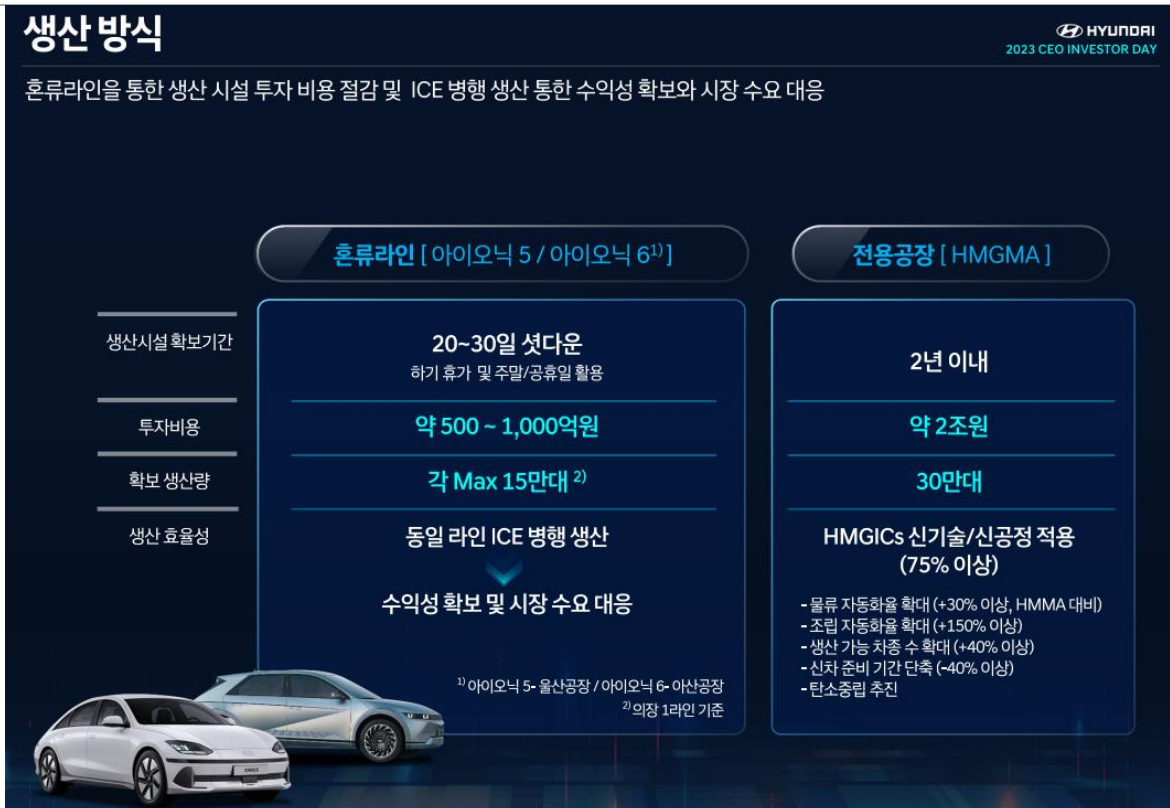 생산 방식
HYUNDAI
2023 CEO INVESTOR DAY
혼류라인을 통한 생산 시설 투자 비용 절감 및 ICE 병행 생산 통한 수익성 확보와 시장 수요 대응
혼류라인 [ 아이오닉 5 / 아이오닉 6¹⁾ ]
전용공장 [ HMGMA ]
생산시설 확보기간
20~30일 셧다운
하기 휴가 및 주말/공휴일 활용
2년 이내
투자비용
약 500 ~ 1,000억원
약 2조원
확보 생산량
각 Max 15만대 ²⁾
30만대
생산 효율성
동일 라인 ICE 병행 생산
수익성 확보 및 시장 수요 대응
¹⁾ 아이오닉 5- 울산공장 / 아이오닉 6- 아산공장
²⁾ 의장 1라인 기준
HMGICs 신기술/신공정 적용
(75% 이상)
- 물류 자동화율 확대 (+30% 이상, HMMA 대비)
- 조립 자동화율 확대 (+150% 이상)
- 생산 가능 차종 수 확대 (+40% 이상)
- 신차 준비 기간 단축 (-40% 이상)
- 탄소중립 추진